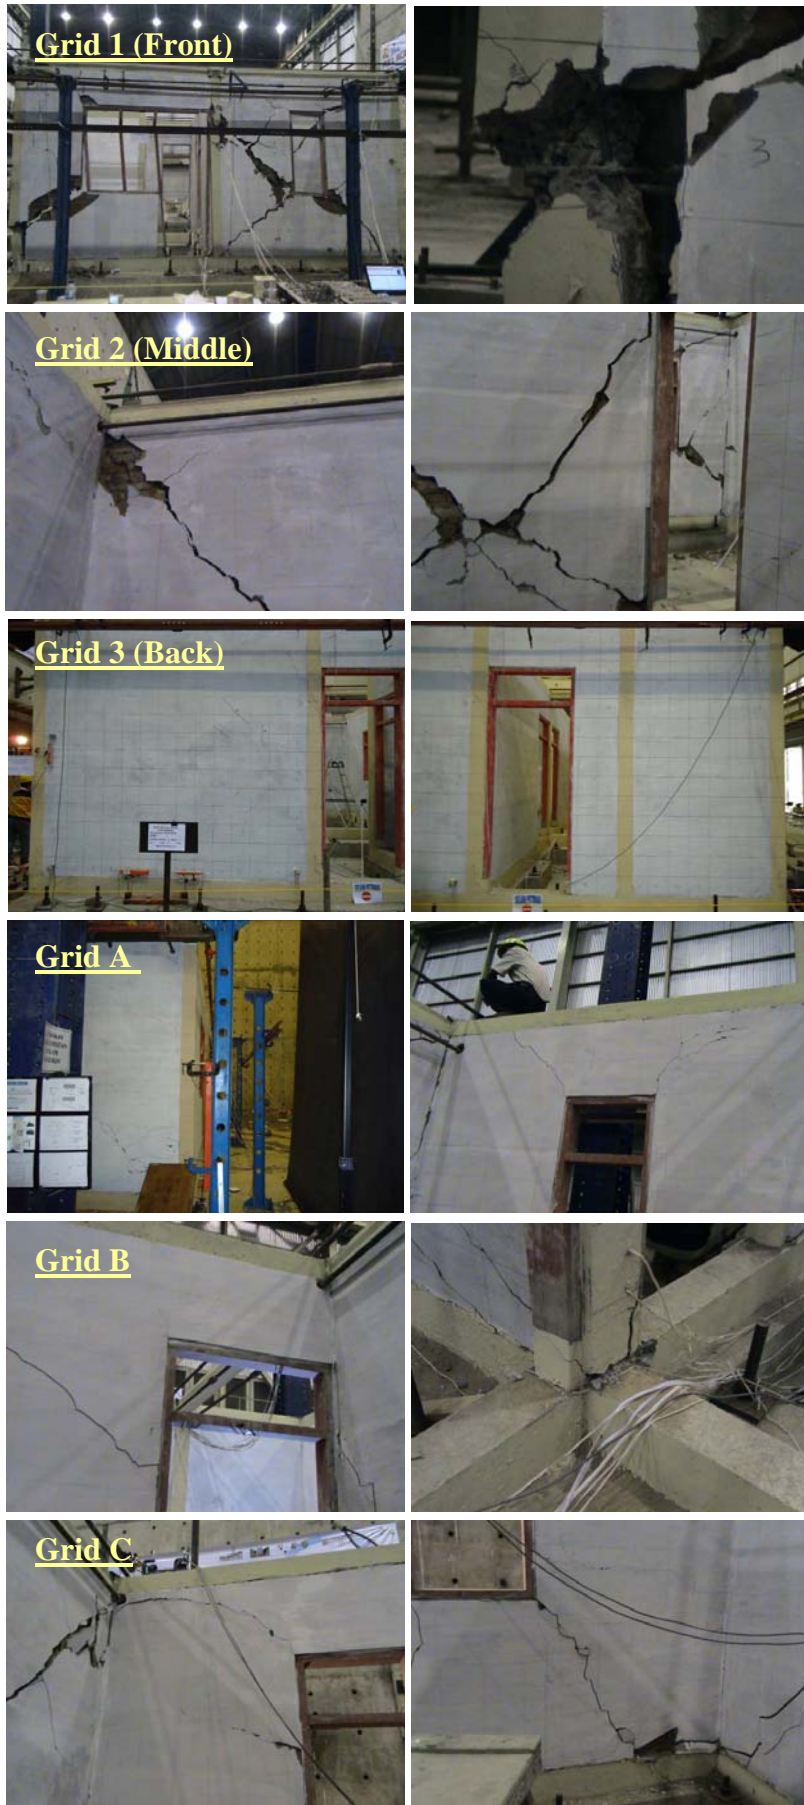 Grid 1 (Front)
3
Grid 2 (Middle)
Grid 3 (Back)
Grid A
Grid B
Grid C